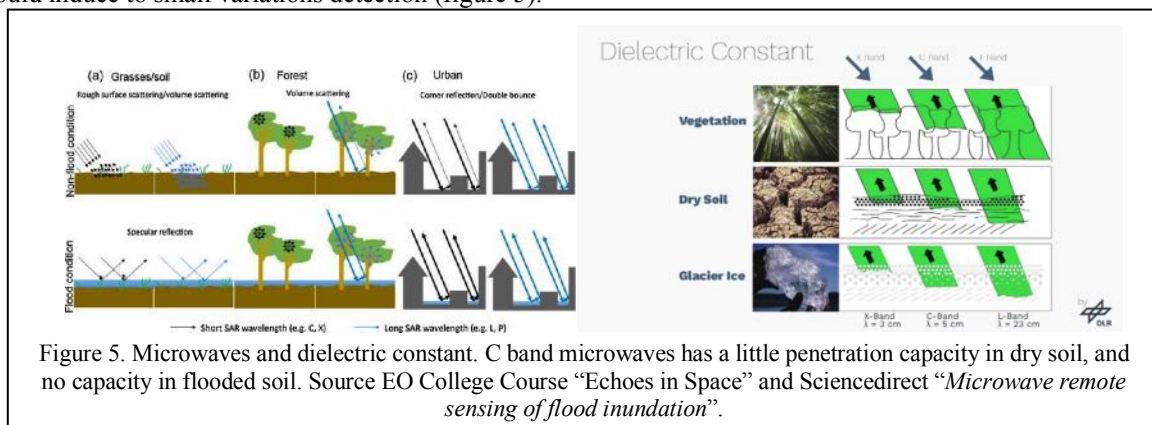 ould induce to small variations detection (figure 5).
(a) Grasses/soil
Rough surface scattering/volume scattering
(b) Forest
Volume scattering
(c) Urban
Corner reflection/Double bounce
Non-flood condition
Specular reflection
Flood condition
Short SAR wavelength (e.g. C, X)
Long SAR wavelength (e.g. L, P)
Dielectric Constant
X Band
C Band
L Band
Vegetation
Dry Soil
Glacier Ice
X-Band
λ = 3 cm
C-Band
λ = 5 cm
L-Band
λ = 23 cm
by
DLR
Figure 5. Microwaves and dielectric constant. C band microwaves has a little penetration capacity in dry soil, and
no capacity in flooded soil. Source EO College Course “Echoes in Space” and Sciencedirect “Microwave remote
sensing of flood inundation”.